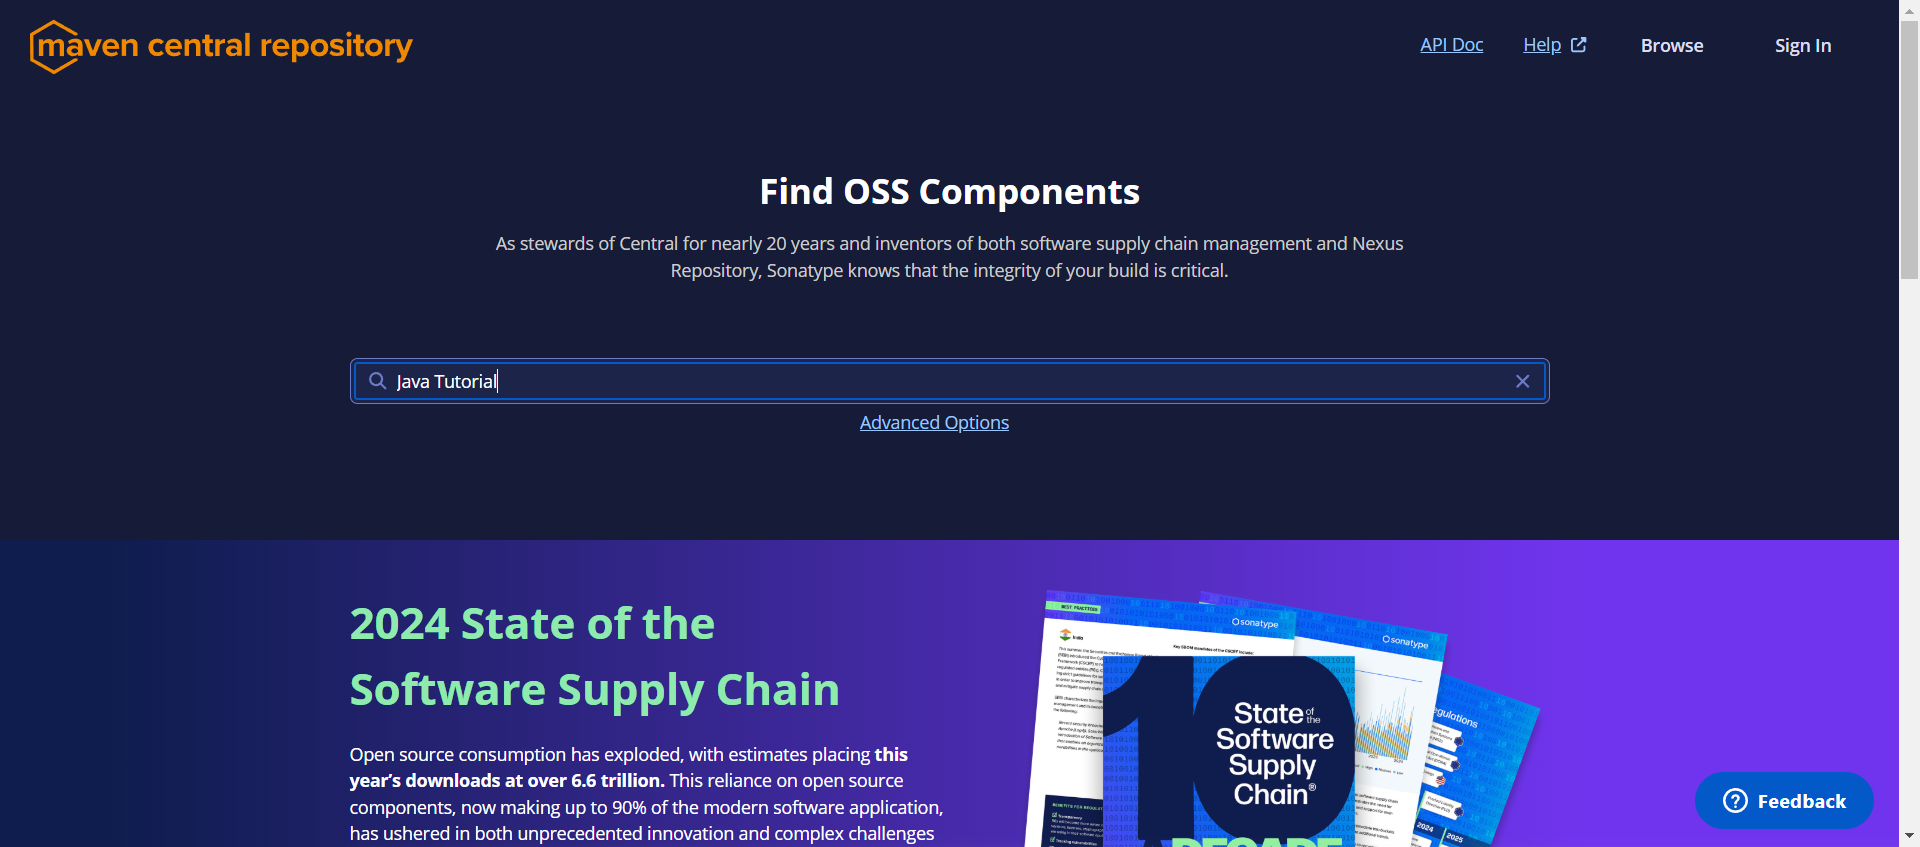 maven central repository
API Doc
Help
Browse
Sign In
Find OSS Components
As stewards of Central for nearly 20 years and inventors of both software supply chain management and Nexus
Repository, Sonatype knows that the integrity of your build is critical.
Java Tutorial
Advanced Options
2024 State of the
Software Supply Chain
Open source consumption has exploded, with estimates placing this
year’s downloads at over 6.6 trillion. This reliance on open source
components, now making up to 90% of the modern software application,
has ushered in both unprecedented innovation and complex challenges
BEST PRACTICES
sonatype
India
sonatype
10
State of the
Software
Supply
Chain®
DECADE
2024
2025
Feedback